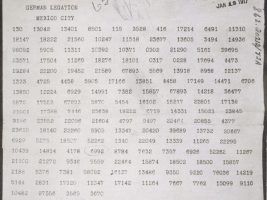 GERMAN LEGATION
MEXICO CITY
130 13042 13401 8501 115 3528 416 17214 6491 11310
18147 18222 21560 10247 11518 23677 13605 3494 14936
98092 5905 11311 10392 10371 0302 21290 5161 39695
23571 17504 11269 18276 18101 0317 0228 17694 4473
22284 22200 19452 21589 67893 5569 13918 8958 12137
1333 4725 4458 5905 17166 13851 4458 17149 14471 6706
13850 12224 6929 14991 7382 15857 67893 14218 36477
5870 17553 67893 5870 5454 16102 15217 22801 17138
21001 17388 7446 23638 18222 6719 14331 15021 23845
3156 23552 22096 21604 4797 9497 22464 20855 4377
23610 18140 22260 5905 13347 20420 39689 13732 20667
6929 5275 18507 52262 1340 22049 13339 11265 22295
10439 14814 4178 6992 8784 7632 7357 6926 52262 11267
21100 21272 9346 9559 22464 15874 18502 18500 15857
2188 5376 7381 98092 16127 13486 9350 9220 76036 14219
5144 2831 17920 11347 17142 11264 7667 7762 15099 9110
10482 97556 3569 3670